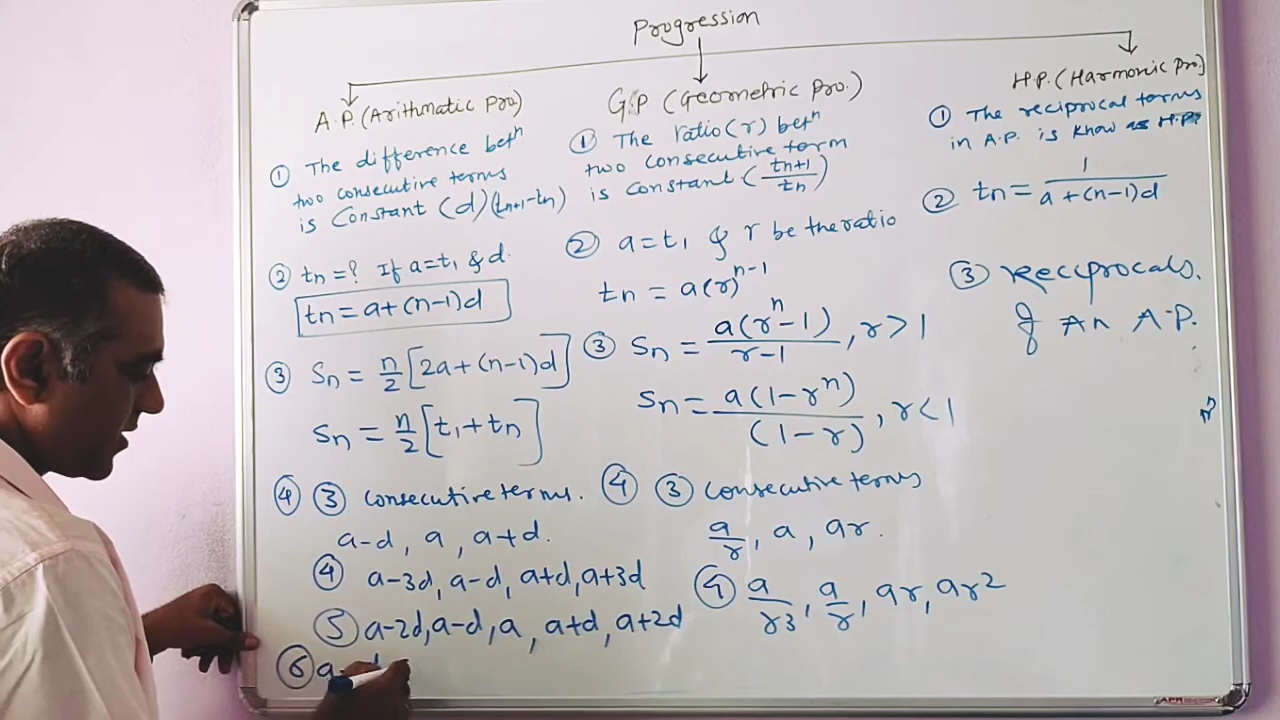 Progression
A.P. (Arithmatic Pro)
① The difference betⁿ
two consecutive terms
is Constant (d) (tn+1-tn)
② tn=? If a=t1 & d.
tn = a+(n-1)d
③ Sn = n/2 [2a+(n-1)d]
Sn = n/2 [t1+tn]
④ ③ consecutive terms.
a-d, a, a+d.
④ a-3d, a-d, a+d, a+3d
⑤ a-2d, a-d, a, a+d, a+2d
⑥ a-
G.P (Geometric Pro.)
① The ratio(r) betⁿ
two consecutive term
is constant (tn+1/tn)
② a=t1 & r be the ratio
tn = a(r)^n-1
③ Sn = a(r^n-1)/r-1, r>1
Sn = a(1-r^n)/(1-r), r<1
④ ③ consecutive terms
a/r, a, ar.
④ a/r3, a/r, ar, ar2
H.P. (Harmonic Pro.)
① The reciprocal terms
in A.P. is know as H.P.
② tn = 1/a+(n-1)d
③ Reciprocals.
of An A.P.